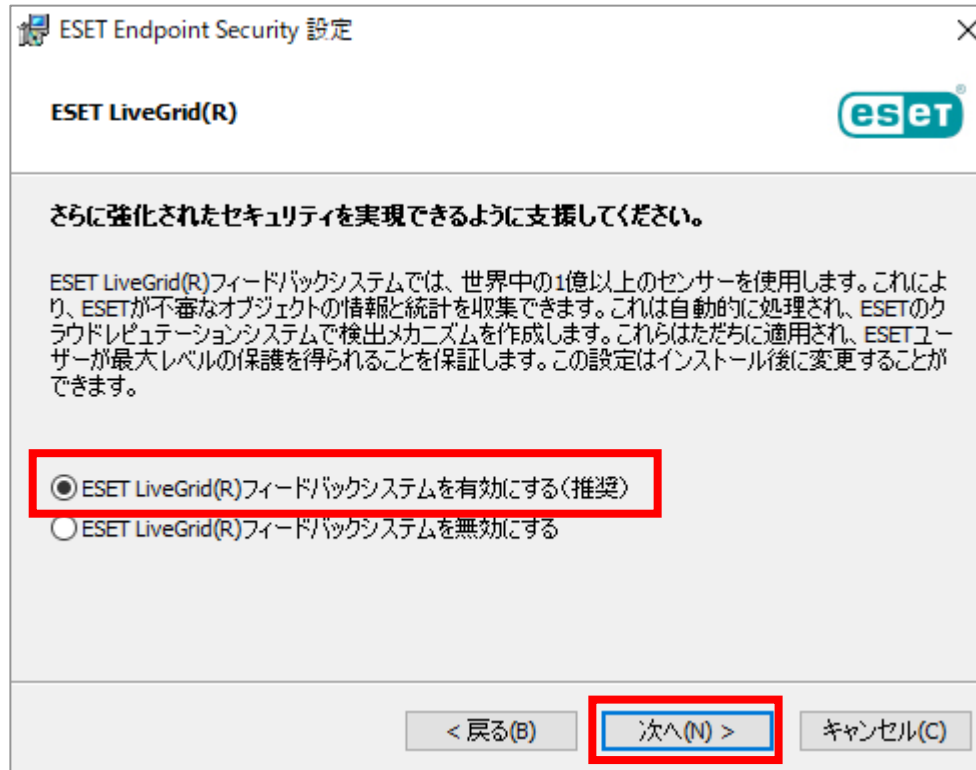 ESET Endpoint Security 設定
ESET LiveGrid(R)
eset
®
さらに強化されたセキュリティを実現できるように支援してください。
ESET LiveGrid(R)フィードバックシステムでは、世界中の1億以上のセンサーを使用します。これによ
り、ESETが不審なオブジェクトの情報と統計を収集できます。これは自動的に処理され、ESETのク
ラウドレピュテーションシステムで検出メカニズムを作成します。これらはただちに適用され、ESETユー
ザーが最大レベルの保護を得られることを保証します。この設定はインストール後に変更することが
できます。
ESET LiveGrid(R)フィードバックシステムを有効にする(推奨)
ESET LiveGrid(R)フィードバックシステムを無効にする
< 戻る(B)
次へ(N) >
キャンセル(C)